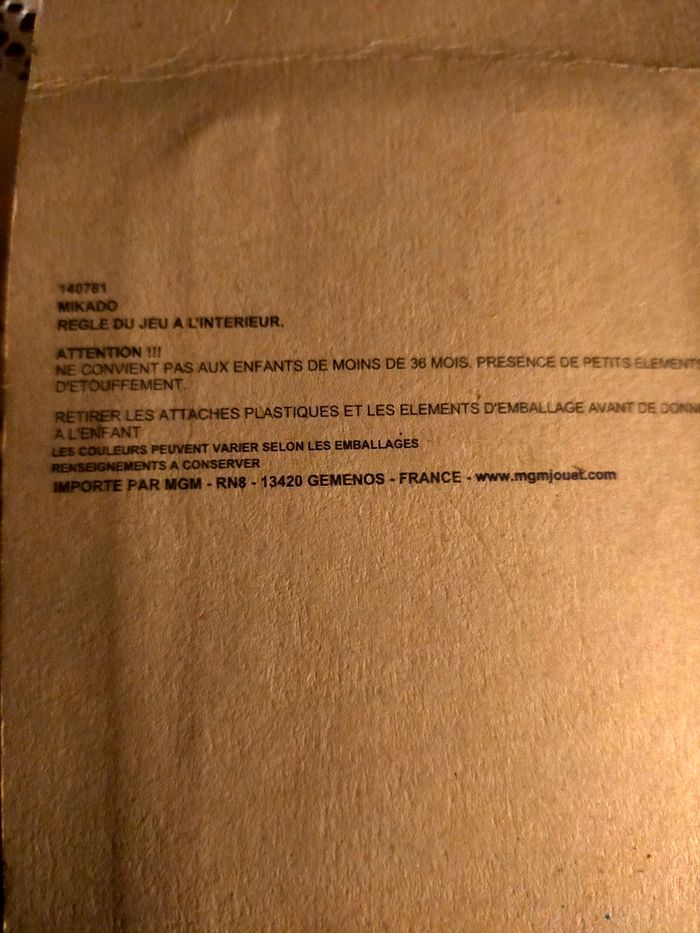 140781
MIKADO
REGLE DU JEU A L'INTERIEUR.
ATTENTION !!!
NE CONVIENT PAS AUX ENFANTS DE MOINS DE 36 MOIS. PRESENCE DE PETITS ELEMENTS
D'ETOUFFEMENT.
RETIRER LES ATTACHES PLASTIQUES ET LES ELEMENTS D'EMBALLAGE AVANT DE DONNE
A L'ENFANT
LES COULEURS PEUVENT VARIER SELON LES EMBALLAGES
RENSEIGNEMENTS A CONSERVER
IMPORTE PAR MGM - RN8 - 13420 GEMENOS - FRANCE - www.mgmjouet.com